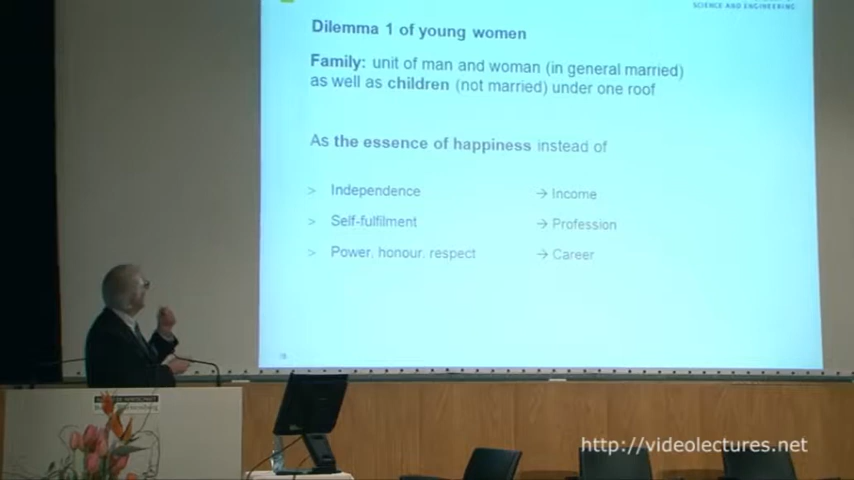 SCIENCE AND ENGINEERING
Dilemma 1 of young women
Family: unit of man and woman (in general married)
as well as children (not married) under one roof
As the essence of happiness instead of
> Independence → Income
> Self-fulfilment → Profession
> Power, honour, respect → Career
http://videolectures.net